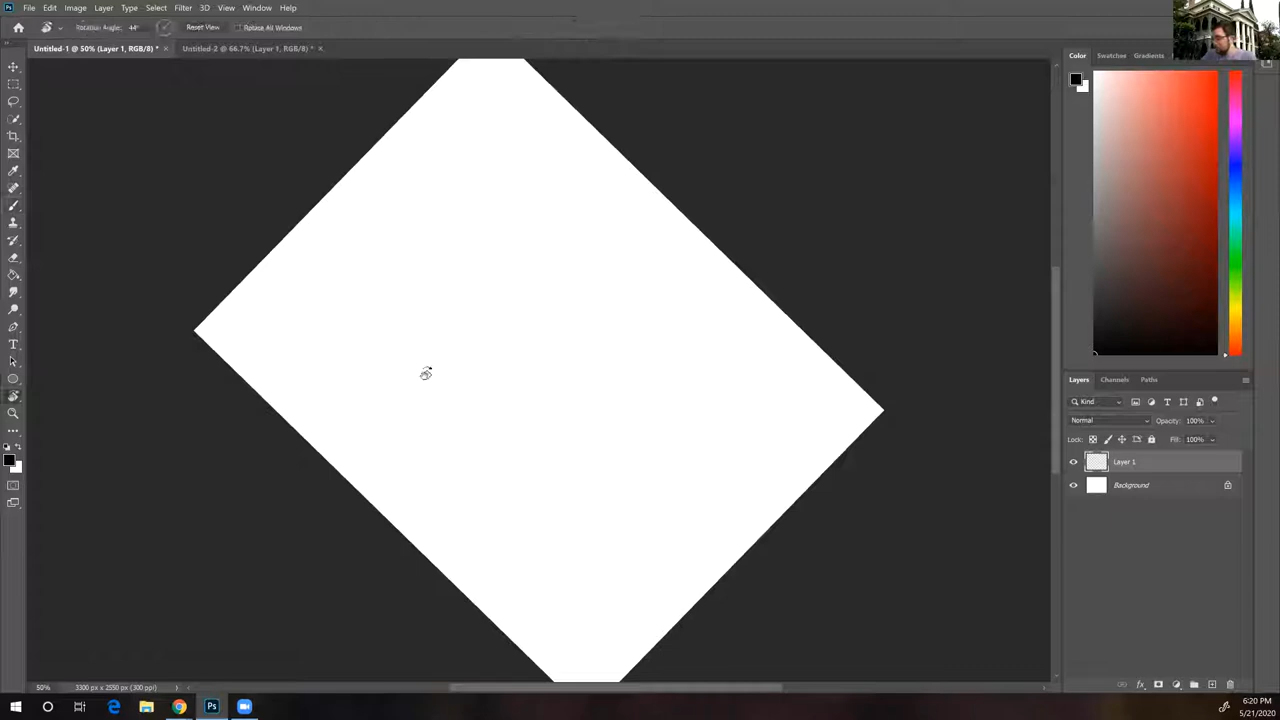 Ps File Edit Image Layer Type Select Filter 3D View Window Help
Rotation Angle: 44° Reset View Rotate All Windows
Untitled-1 @ 50% (Layer 1, RGB/8) * × Untitled-2 @ 66.7% (Layer 1, RGB/8) * ×
Color Swatches Gradients
Layers Channels Paths
Kind
Normal Opacity: 100%
Lock: Fill: 100%
Layer 1
Background
50% 3300 px x 2550 px (300 ppi)
Ps
6:20 PM
5/21/2020